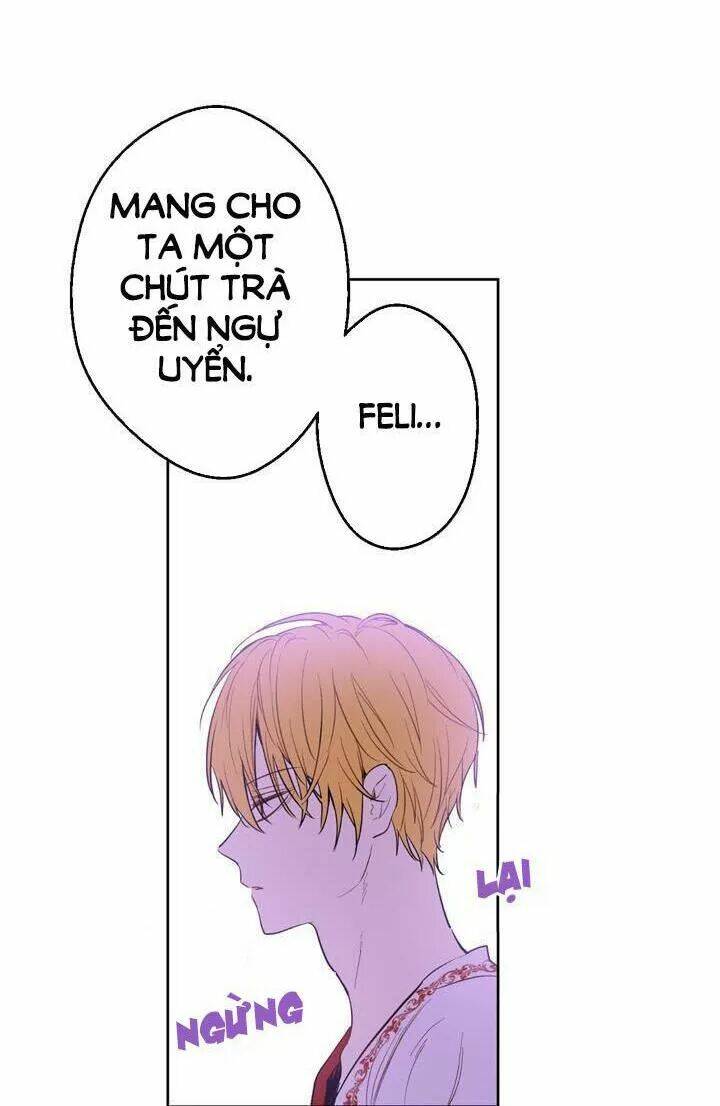 MANG CHO
TA MỘT
CHÚT TRÀ
ĐẾN NGỰ
UYỂN.
FELI...
NGỪNG
LẠI